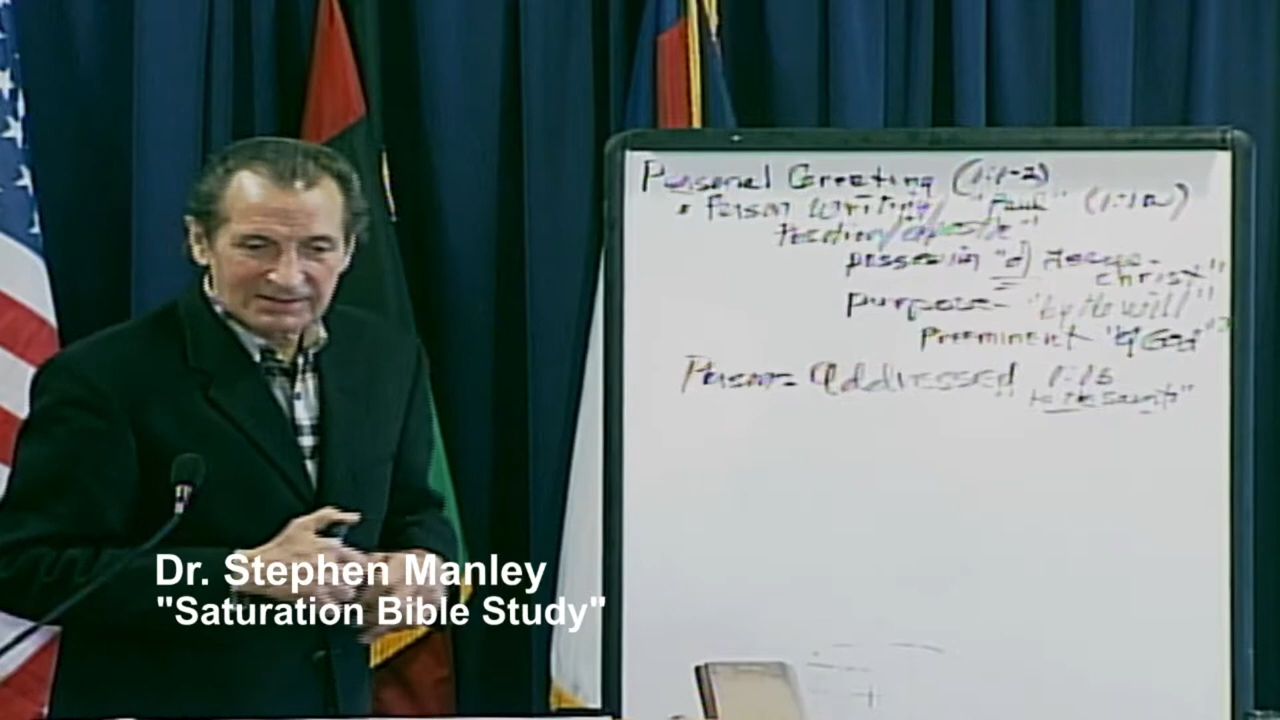 Personal Greeting (1:1-2)
• Person Writing/ "Paul" (1:1a)
Position/apostle"
possession "of Jesus
Christ"
purpose- "by the will"
Preeminent "of God"
Persons Addressed 1:1b
to the saints"
Dr. Stephen Manley
"Saturation Bible Study"